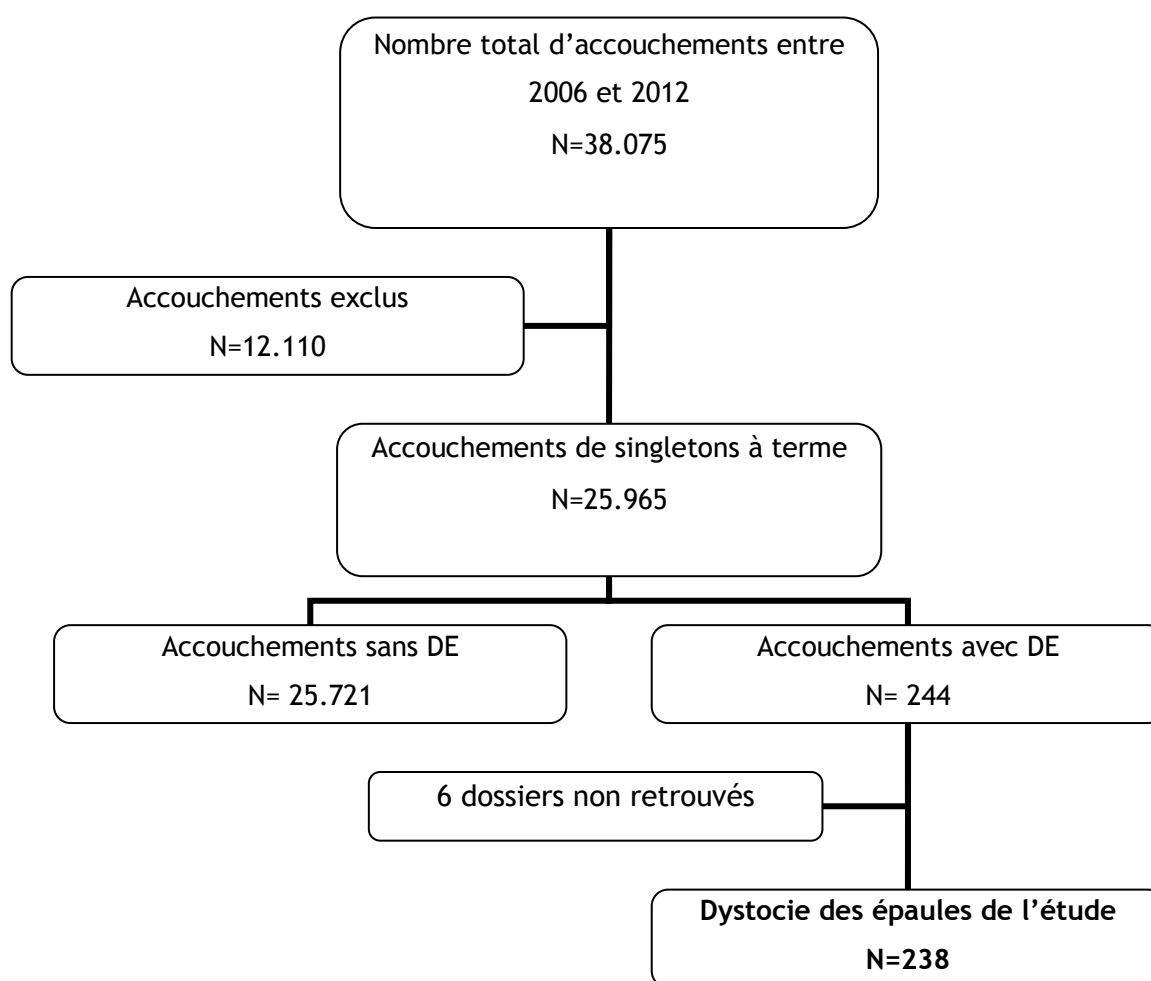 Nombre total d’accouchements entre
2006 et 2012
N=38.075
Accouchements exclus
N=12.110
Accouchements de singletons à terme
N=25.965
Accouchements sans DE
N= 25.721
Accouchements avec DE
N= 244
6 dossiers non retrouvés
Dystocie des épaules de l’étude
N=238